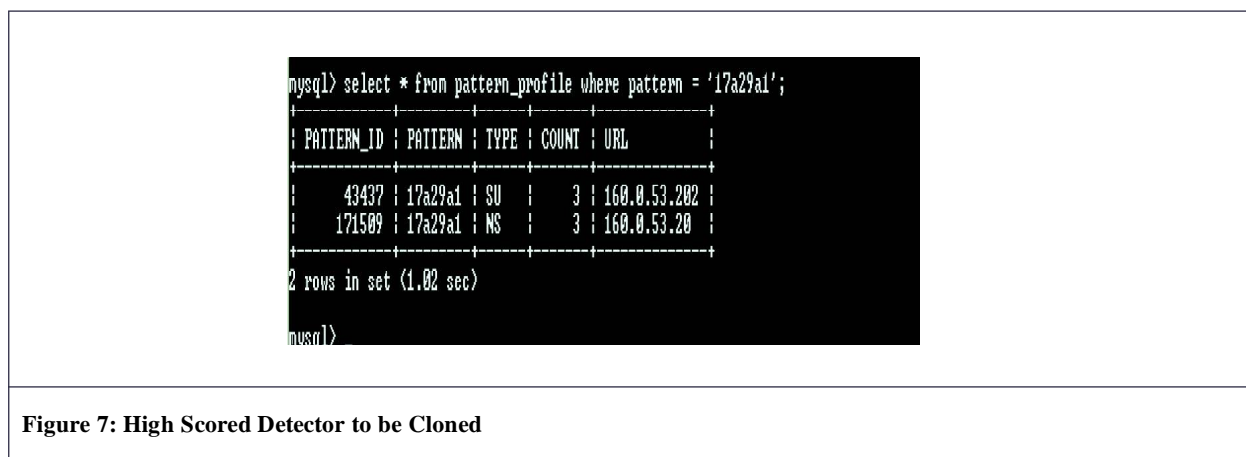 mysql> select * from pattern_profile where pattern = '17a29a1';
+------------+---------+------+-------+--------------+
| PATTERN_ID | PATTERN | TYPE | COUNT | URL          |
+------------+---------+------+-------+--------------+
|      43437 | 17a29a1 | SU   |     3 | 160.0.53.202 |
|     171509 | 17a29a1 | NS   |     3 | 160.0.53.20  |
+------------+---------+------+-------+--------------+
2 rows in set (1.02 sec)
mysql> _
Figure 7: High Scored Detector to be Cloned